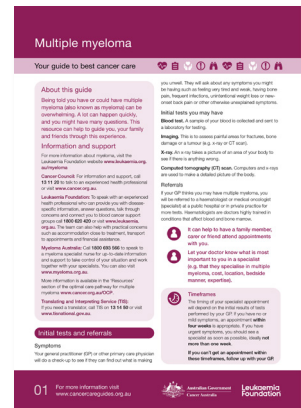 Multiple myeloma
Your guide to best cancer care
About this guide
Being told you have or could have multiple
myeloma (also known as myeloma) can be
overwhelming. A lot can happen quickly,
and you might have many questions. This
resource can help to guide you, your family
and friends through this experience.
Information and support
For more information about myeloma, visit the
Leukaemia Foundation website www.leukaemia.org.
au/myeloma
Cancer Council: For information and support, call
13 11 20 to talk to an experienced health professional
or visit www.cancer.org.au.
Leukaemia Foundation: To speak with an experienced
health professional who can provide you with disease-
specific information, answer questions, talk through
concerns and connect you to blood cancer support
groups call 1800 620 420 or visit www.leukaemia.
org.au. The team can also help with practical concerns
such as accommodation close to treatment, transport
to appointments and financial assistance.
Myeloma Australia: Call 1800 693 566 to speak to
a myeloma specialist nurse for up-to-date information
and support to take control of your situation and work
together with your specialists. You can also visit
www.myeloma.org.au.
More information is available in the 'Resources'
section of the optimal care pathway for multiple
myeloma www.cancer.org.au/OCP.
Translating and Interpreting Service (TIS):
If you need a translator, call TIS on 13 14 50 or visit
www.tisnational.gov.au.
Initial tests and referrals
Symptoms
Your general practitioner (GP) or other primary care physician
will do a check-up to see if they can find out what is making
you unwell. They will ask about any symptoms you might
be having such as feeling very tired and weak, having bone
pain, frequent infections, unintentional weight loss or new-
onset back pain or other otherwise unexplained symptoms.
Initial tests you may have
Blood test. A sample of your blood is collected and sent to
a laboratory for testing.
Imaging. This is to assess painful areas for fractures, bone
damage or a tumour (e.g. x-ray or CT scan).
X-ray. An x-ray takes a picture of an area of your body to
see if there's anything wrong.
Computed tomography (CT) scan. Computers and x-rays
are used to make a detailed picture of the body.
Referrals
If your GP thinks you may have multiple myeloma, you
will be referred to a haematologist or medical oncologist
(specialist) at a public hospital or in private practice for
more tests. Haematologists are doctors highly trained in
conditions that affect blood and bone marrow.
It can help to have a family member,
carer or friend attend appointments
with you.
Let your doctor know what is most
important to you in a specialist
(e.g. that they specialise in multiple
myeloma, cost, location, bedside
manner, expertise).
Timeframes
The timing of your specialist appointment
will depend on the initial results of tests
performed by your GP. If you have no or
mild symptoms, an appointment within
four weeks is appropriate. If you have
urgent symptoms, you should see a
specialist as soon as possible, ideally not
more than one week.
If you can't get an appointment within
these timeframes, follow up with your GP.
01
For more information visit
www.cancercareguides.org.au
Australian Government
Cancer Australia
Leukaemia
Foundation